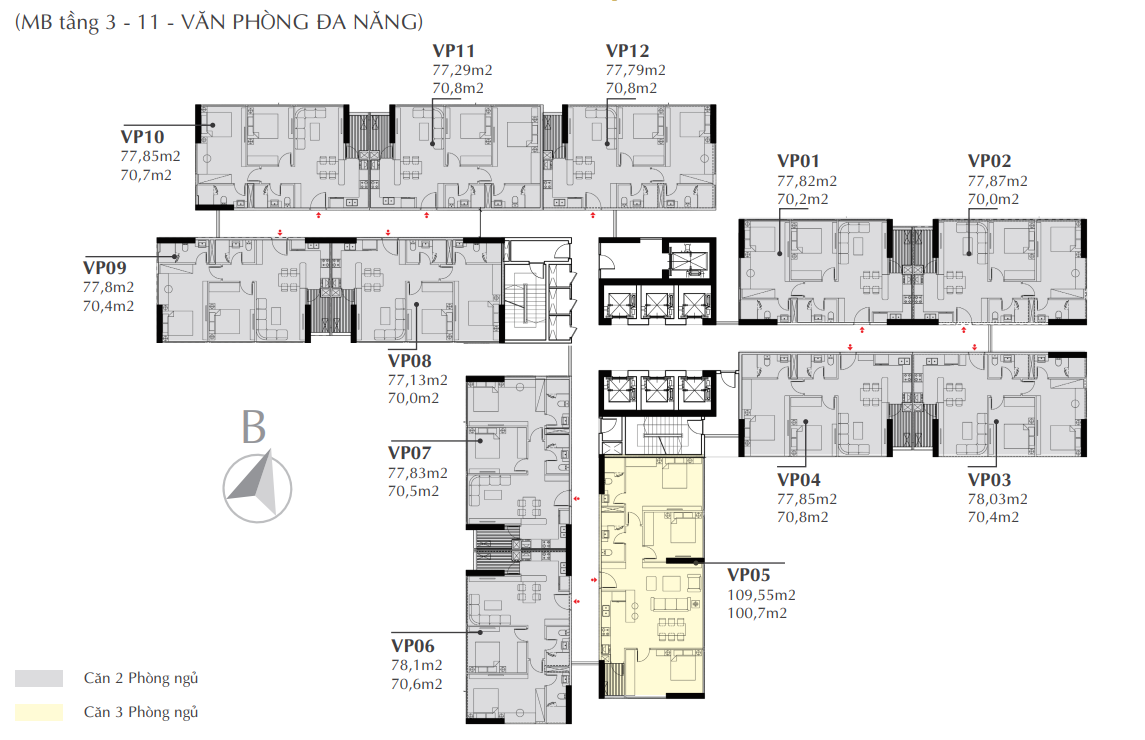 (MB tầng 3 - 11 - VĂN PHÒNG ĐA NĂNG)
VP11
77,29m2
70,8m2
VP12
77,79m2
70,8m2
VP10
77,85m2
70,7m2
VP01
77,82m2
70,2m2
VP02
77,87m2
70,0m2
VP09
77,8m2
70,4m2
VP08
77,13m2
70,0m2
B
VP07
77,83m2
70,5m2
VP04
77,85m2
70,8m2
VP03
78,03m2
70,4m2
VP05
109,55m2
100,7m2
VP06
78,1m2
70,6m2
Căn 2 Phòng ngủ
Căn 3 Phòng ngủ